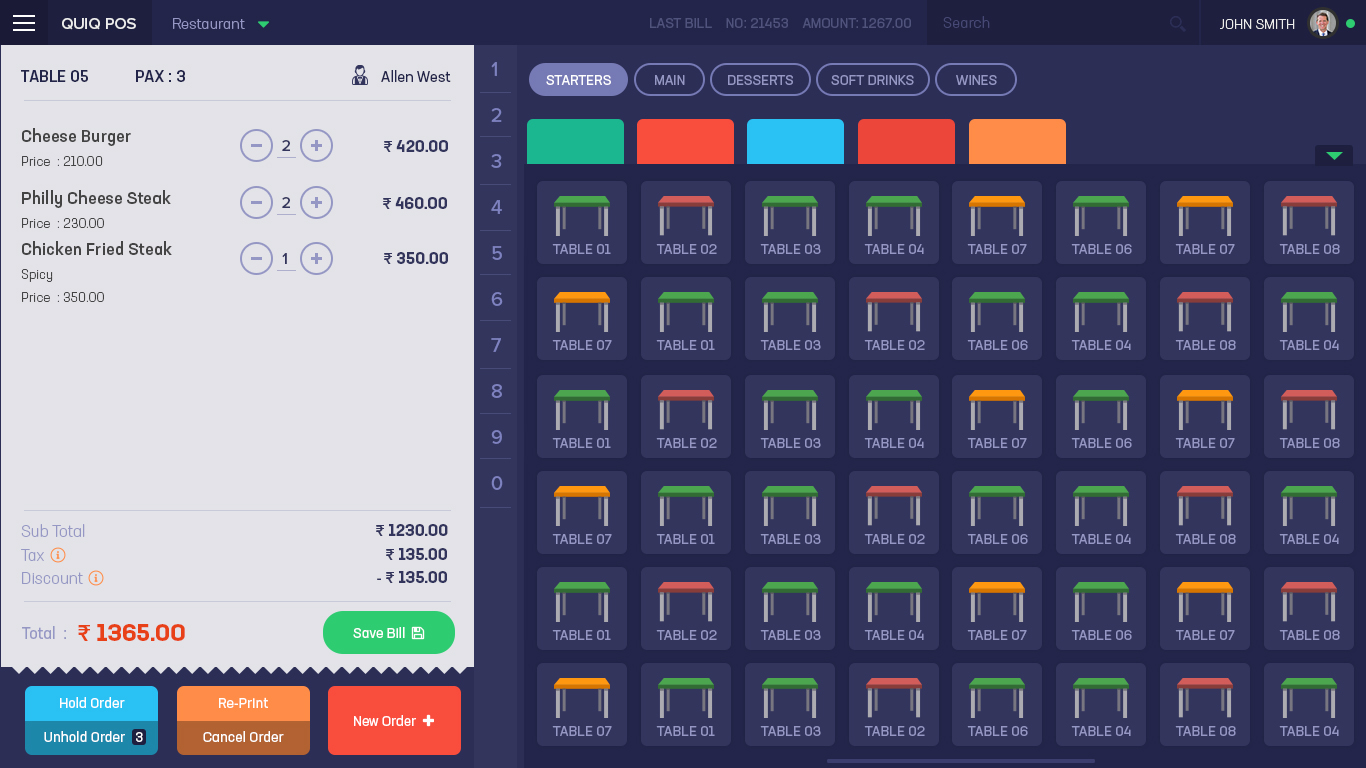 QUIQ POS Restaurant LAST BILL NO: 21453 AMOUNT: 1267.00 Search JOHN SMITH
TABLE 05 PAX : 3 Allen West
Cheese Burger
Price : 210.00
2
₹ 420.00
Philly Cheese Steak
Price : 230.00
2
₹ 460.00
Chicken Fried Steak
Spicy
Price : 350.00
1
₹ 350.00
Sub Total ₹ 1230.00
Tax ₹ 135.00
Discount - ₹ 135.00
Total : ₹ 1365.00 Save Bill
Hold Order
Unhold Order 3
Re-Print
Cancel Order
New Order
1
2
3
4
5
6
7
8
9
0
STARTERS MAIN DESSERTS SOFT DRINKS WINES
TABLE 01 TABLE 02 TABLE 03 TABLE 04 TABLE 07 TABLE 06 TABLE 07 TABLE 08
TABLE 07 TABLE 01 TABLE 03 TABLE 02 TABLE 06 TABLE 04 TABLE 08 TABLE 04
TABLE 01 TABLE 02 TABLE 03 TABLE 04 TABLE 07 TABLE 06 TABLE 07 TABLE 08
TABLE 07 TABLE 01 TABLE 03 TABLE 02 TABLE 06 TABLE 04 TABLE 08 TABLE 04
TABLE 01 TABLE 02 TABLE 03 TABLE 04 TABLE 07 TABLE 06 TABLE 07 TABLE 08
TABLE 07 TABLE 01 TABLE 03 TABLE 02 TABLE 06 TABLE 04 TABLE 08 TABLE 04